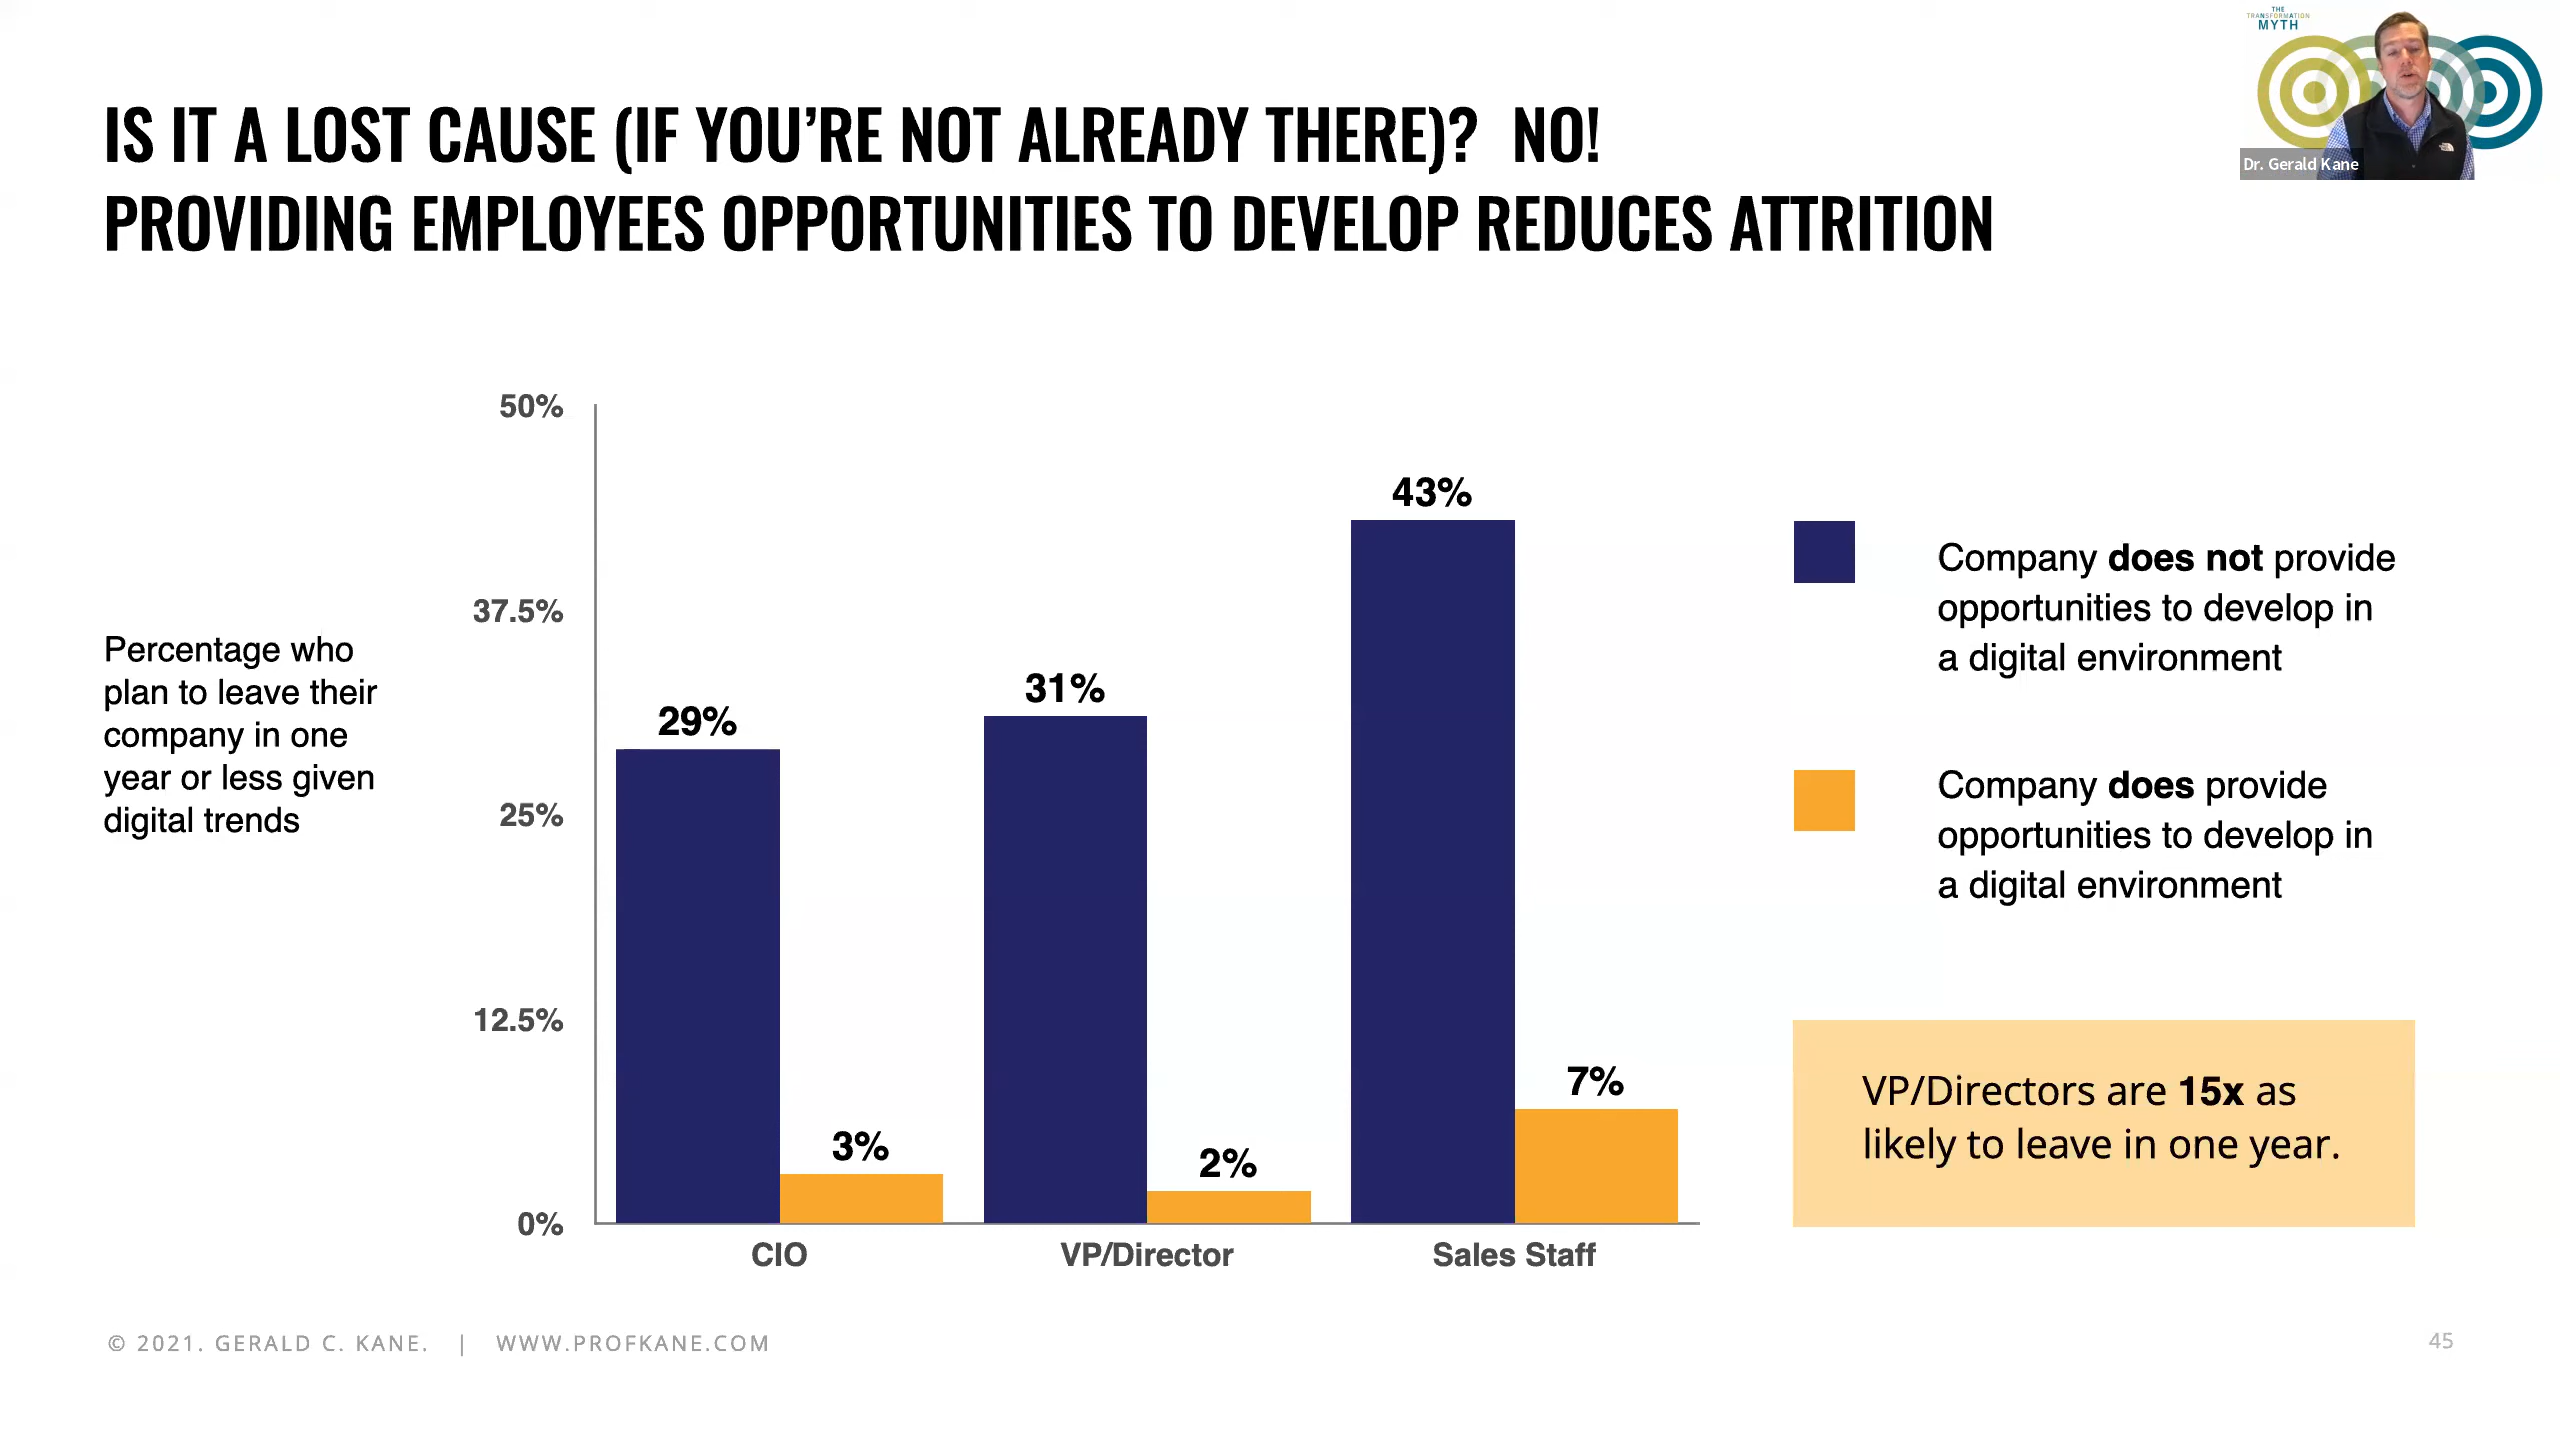 THE
TRANSFORMATION
MYTH
Dr. Gerald Kane
IS IT A LOST CAUSE (IF YOU’RE NOT ALREADY THERE)?  NO!
PROVIDING EMPLOYEES OPPORTUNITIES TO DEVELOP REDUCES ATTRITION
Percentage who
plan to leave their
company in one
year or less given
digital trends
50%
37.5%
25%
12.5%
0%
29%
3%
31%
2%
43%
7%
CIO
VP/Director
Sales Staff
Company does not provide
opportunities to develop in
a digital environment
Company does provide
opportunities to develop in
a digital environment
VP/Directors are 15x as
likely to leave in one year.
© 2021. GERALD C. KANE. | WWW.PROFKANE.COM
45